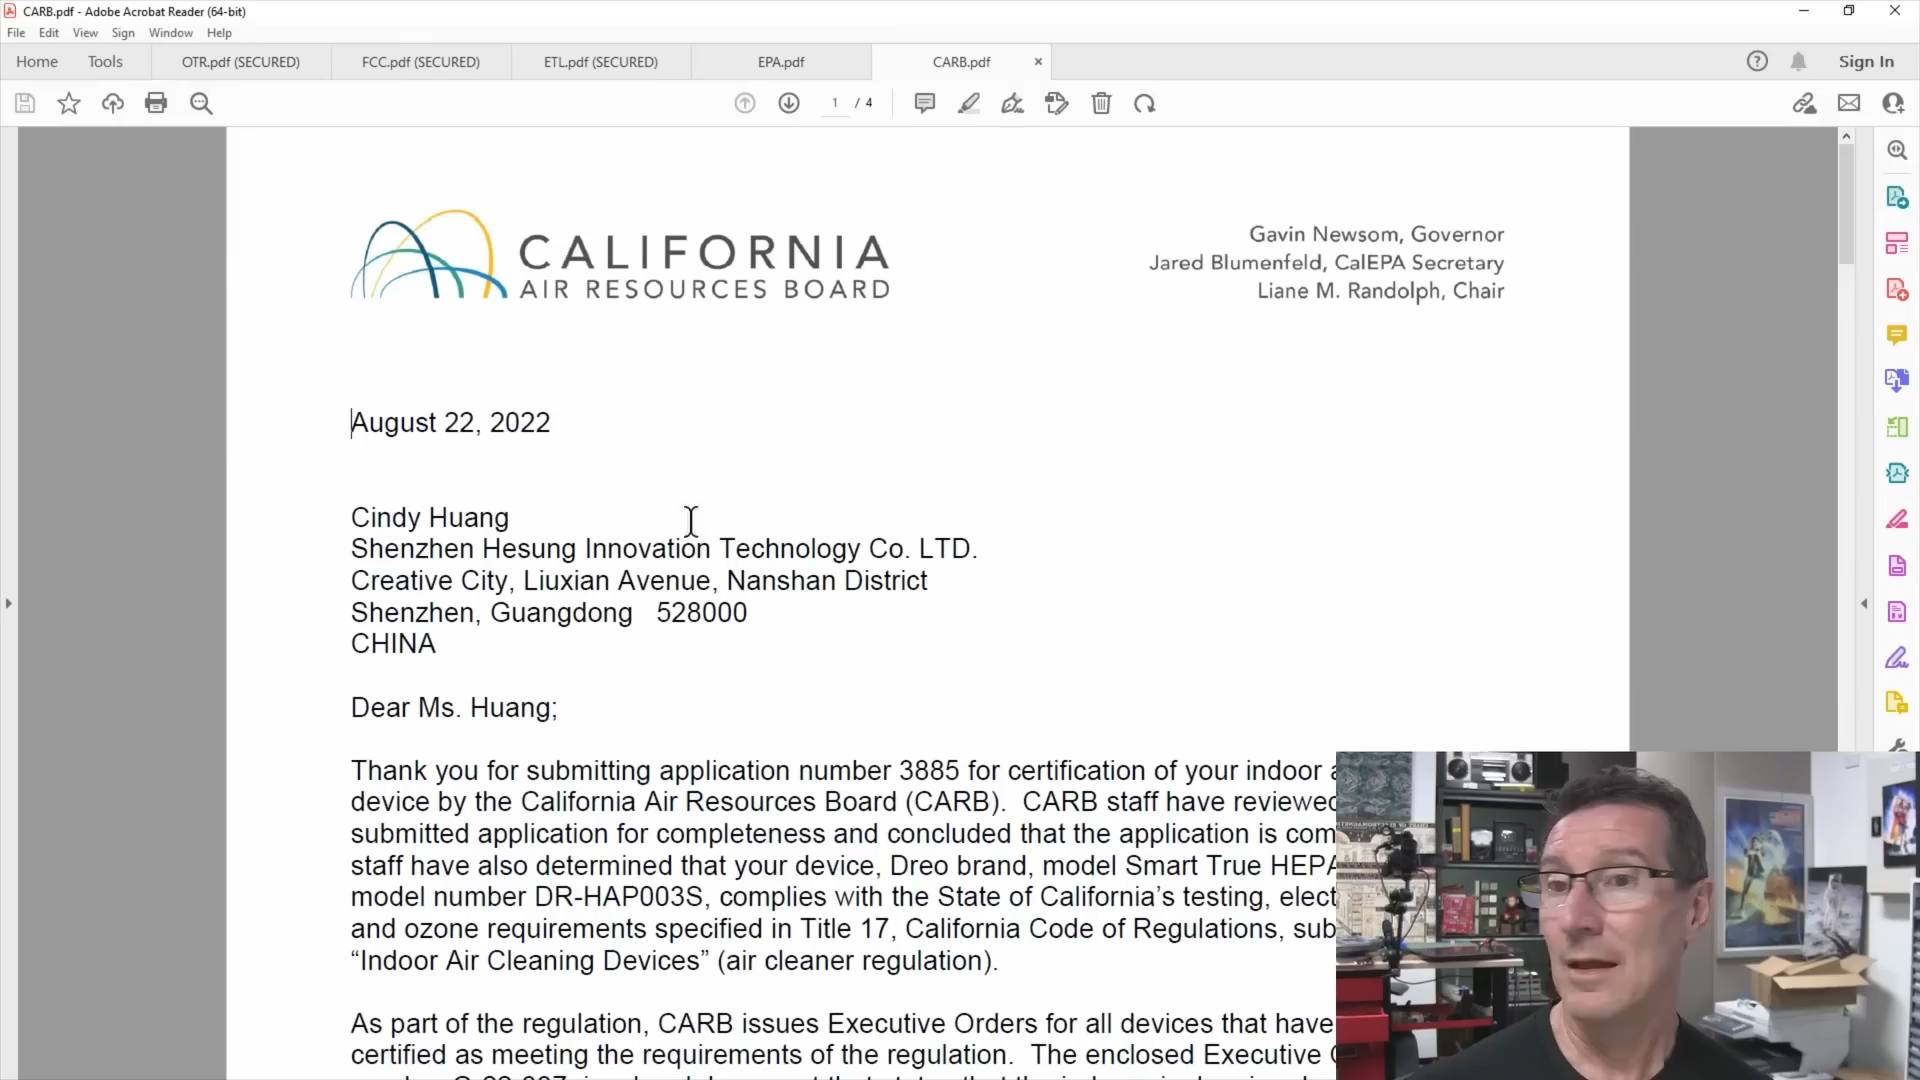 CARB.pdf - Adobe Acrobat Reader (64-bit)
File Edit View Sign Window Help
Home Tools OTR.pdf (SECURED) FCC.pdf (SECURED) ETL.pdf (SECURED) EPA.pdf CARB.pdf Sign In
1 / 4
CALIFORNIA
AIR RESOURCES BOARD
Gavin Newsom, Governor
Jared Blumenfeld, CalEPA Secretary
Liane M. Randolph, Chair
August 22, 2022
Cindy Huang
Shenzhen Hesung Innovation Technology Co. LTD.
Creative City, Liuxian Avenue, Nanshan District
Shenzhen, Guangdong 528000
CHINA
Dear Ms. Huang;
Thank you for submitting application number 3885 for certification of your indoor
device by the California Air Resources Board (CARB). CARB staff have reviewed
submitted application for completeness and concluded that the application is com
staff have also determined that your device, Dreo brand, model Smart True HEPA
model number DR-HAP003S, complies with the State of California's testing, elect
and ozone requirements specified in Title 17, California Code of Regulations, sub
“Indoor Air Cleaning Devices” (air cleaner regulation).
As part of the regulation, CARB issues Executive Orders for all devices that have
certified as meeting the requirements of the regulation. The enclosed Executive